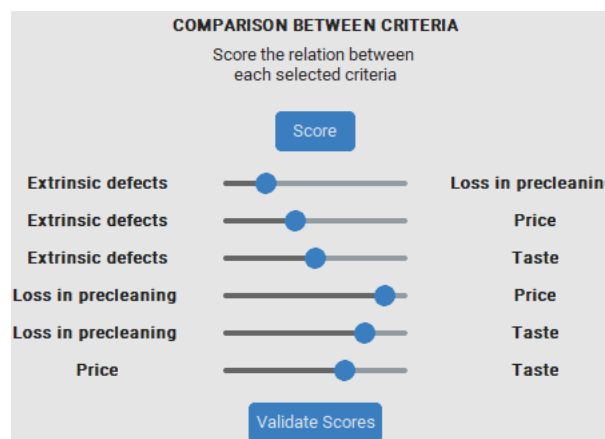 COMPARISON BETWEEN CRITERIA
Score the relation between
each selected criteria
Score
Extrinsic defects Loss in precleanin
Extrinsic defects Price
Extrinsic defects Taste
Loss in precleaning Price
Loss in precleaning Taste
Price Taste
Validate Scores